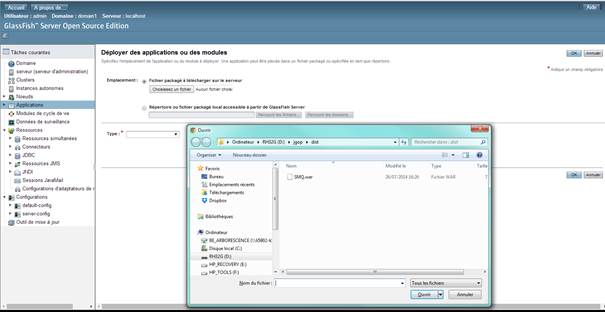 Accueil A propos de... Aide
Utilisateur : admin Domaine : domain1 Serveur : localhost
GlassFish™ Server Open Source Edition
Tâches courantes
Domaine
serveur (serveur d'administration)
Clusters
Instances autonomes
Noeuds
Applications
Modules de cycle de vie
Données de surveillance
Ressources
Ressources simultanées
Connecteurs
JDBC
Ressources JMS
JNDI
Sessions JavaMail
Configurations d'adaptateurs de r
Configurations
default-config
server-config
Outil de mise à jour
Déployer des applications ou des modules
OK Annuler
Spécifiez l'emplacement de l'application ou du module à déployer. Une application peut être placée dans un fichier package ou spécifiée en tant que répertoire.
* Indique un champ obligatoire
Emplacement :
Fichier package à télécharger sur le serveur
Choisissez un fichier Aucun fichier choisi
Répertoire ou fichier package local accessible à partir de GlassFish Server
Parcourir les fichiers... Parcourir les dossiers...
Type : *
OK Annuler
Ouvrir
Ordinateur RH32G (D:) jgop dist
Rechercher dans : dist
Organiser Nouveau dossier
Favoris
Bureau
Emplacements récents
Téléchargements
Dropbox
Bibliothèques
Ordinateur
Disque local (C:)
RH32G (D:)
HP_RECOVERY (E:)
HP_TOOLS (F:)
Nom Modifié le Type Taille
SMQ.war 26/07/2014 16:26 Fichier WAR
Nom du fichier : Tous les fichiers
Ouvrir Annuler